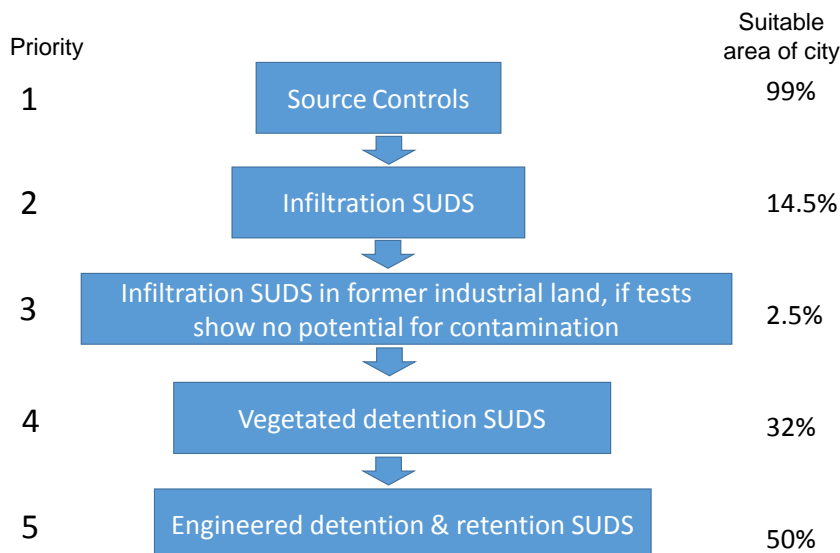 Priority
Suitable
area of city
1
Source Controls
99%
2
Infiltration SUDS
14.5%
3
Infiltration SUDS in former industrial land, if tests
show no potential for contamination
2.5%
4
Vegetated detention SUDS
32%
5
Engineered detention & retention SUDS
50%